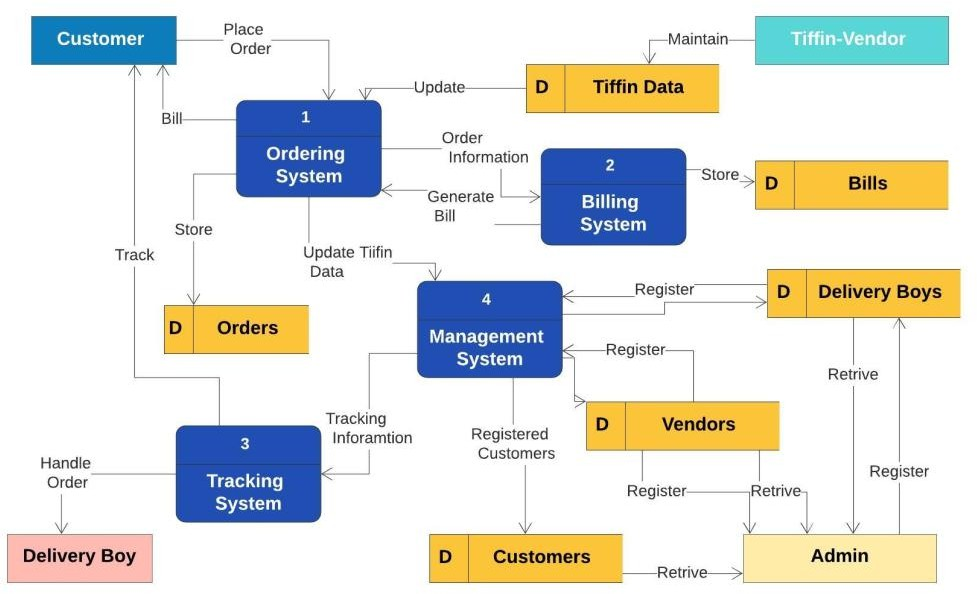 Customer
Place
Order
Maintain
Tiffin-Vendor
Update
D
Tiffin Data
Bill
1
Ordering
System
Order
Information
2
Billing
System
Store
D
Bills
Generate
Bill
Store
Track
Update Tiifin
Data
D
Orders
4
Management
System
Register
D
Delivery Boys
Register
Retrive
D
Vendors
Tracking
Inforamtion
Registered
Customers
3
Tracking
System
Handle
Order
Register
Retrive
Register
Delivery Boy
D
Customers
Retrive
Admin